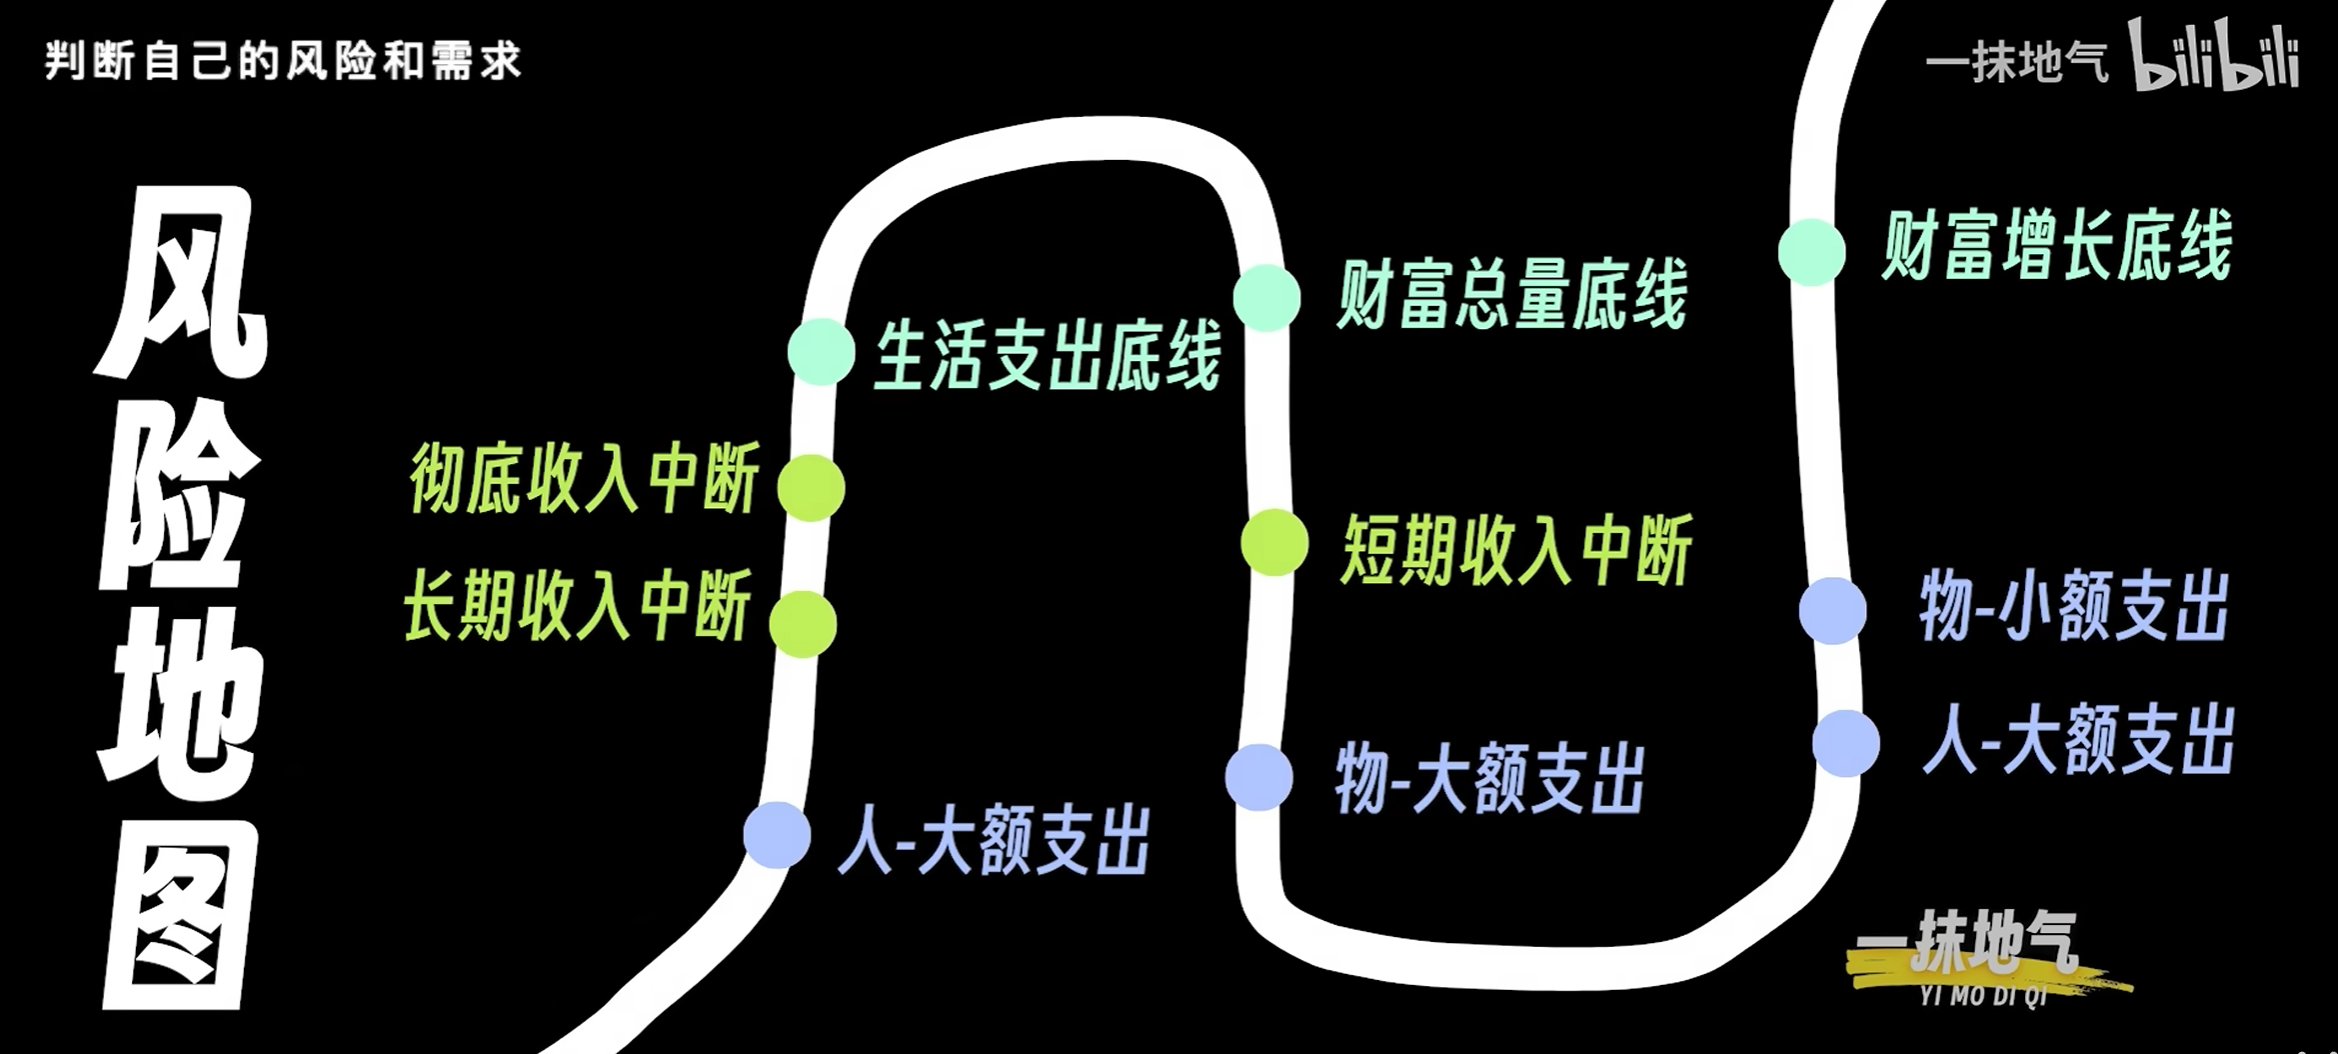 判断自己的风险和需求
一抹地气 bilibili
风险地图
生活支出底线
彻底收入中断
长期收入中断
人-大额支出
财富总量底线
短期收入中断
物-大额支出
财富增长底线
物-小额支出
人-大额支出
一抹地气
YI MO DI QI